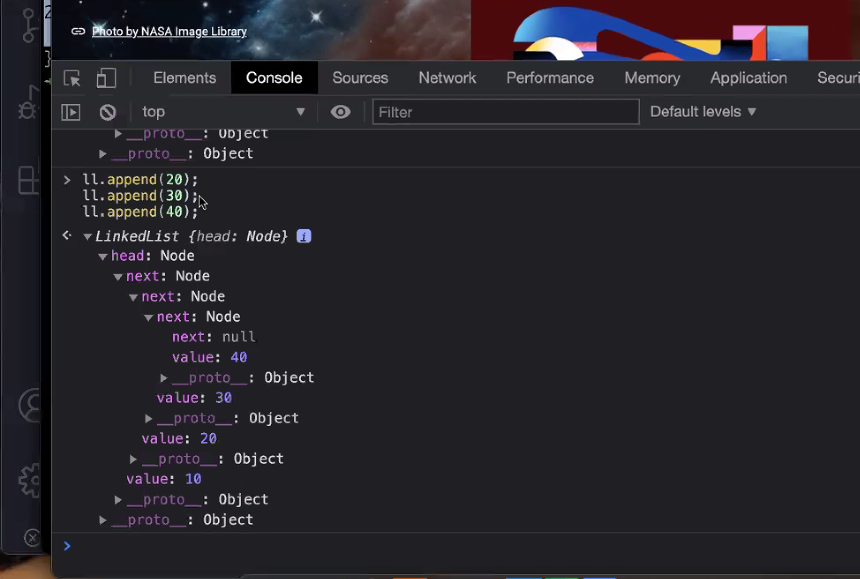 Photo by NASA Image Library
Elements Console Sources Network Performance Memory Application Securi
top Filter Default levels
__proto__: Object
__proto__: Object
ll.append(20);
ll.append(30);
ll.append(40);
LinkedList {head: Node} i
head: Node
next: Node
next: Node
next: Node
next: null
value: 40
__proto__: Object
value: 30
__proto__: Object
value: 20
__proto__: Object
value: 10
__proto__: Object
__proto__: Object